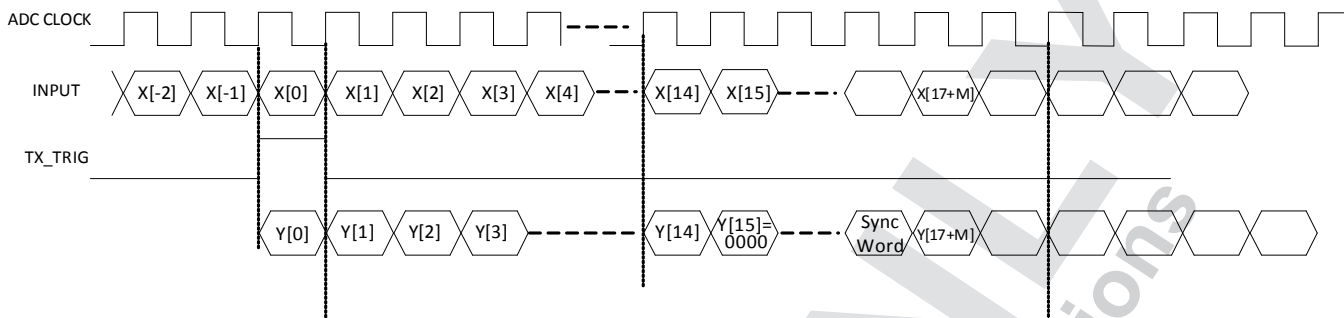 ADC CLOCK
INPUT X[-2] X[-1] X[0] X[1] X[2] X[3] X[4] X[14] X[15] X[17+M]
TX_TRIG
Y[0] Y[1] Y[2] Y[3] Y[14] Y[15]= Sync Y[17+M]
0000 Word